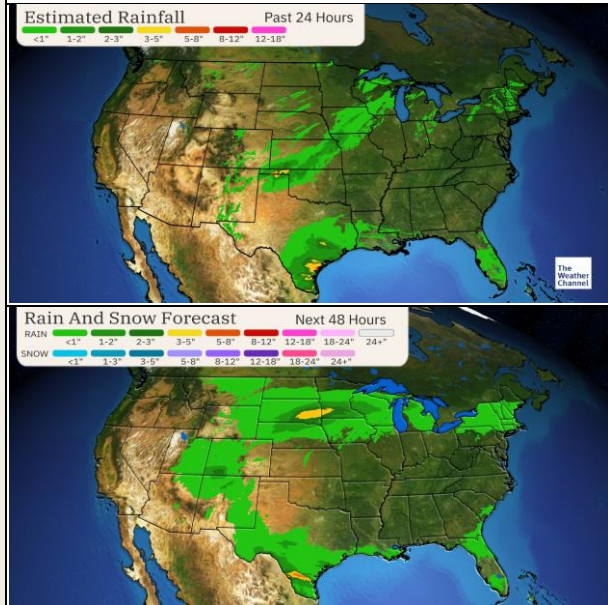 Estimated Rainfall Past 24 Hours
<1" 1-2" 2-3" 3-5" 5-8" 8-12" 12-18"
The
Weather
Channel
Rain And Snow Forecast Next 48 Hours
RAIN
<1" 1-2" 2-3" 3-5" 5-8" 8-12" 12-18" 18-24" 24+"
SNOW
<1" 1-3" 3-5" 5-8" 8-12" 12-18" 18-24" 24+"